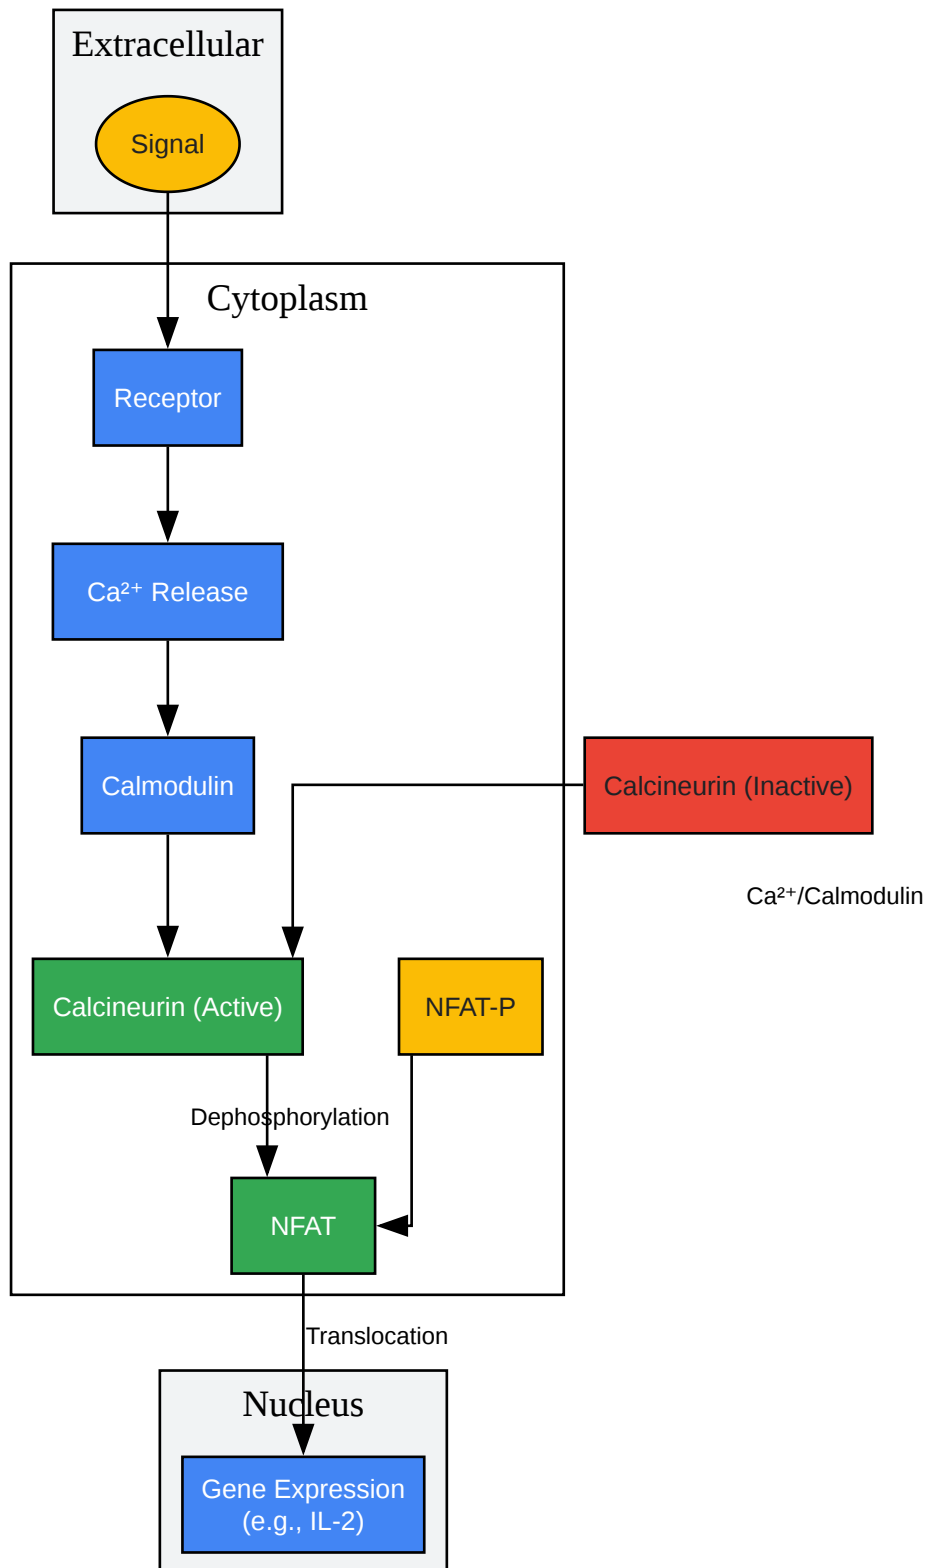 Extracellular
Signal
Cytoplasm
Receptor
Ca²⁺ Release
Calmodulin
Calcineurin (Inactive)
Ca²⁺/Calmodulin
Calcineurin (Active)
NFAT-P
Dephosphorylation
NFAT
Translocation
Nucleus
Gene Expression
(e.g., IL-2)